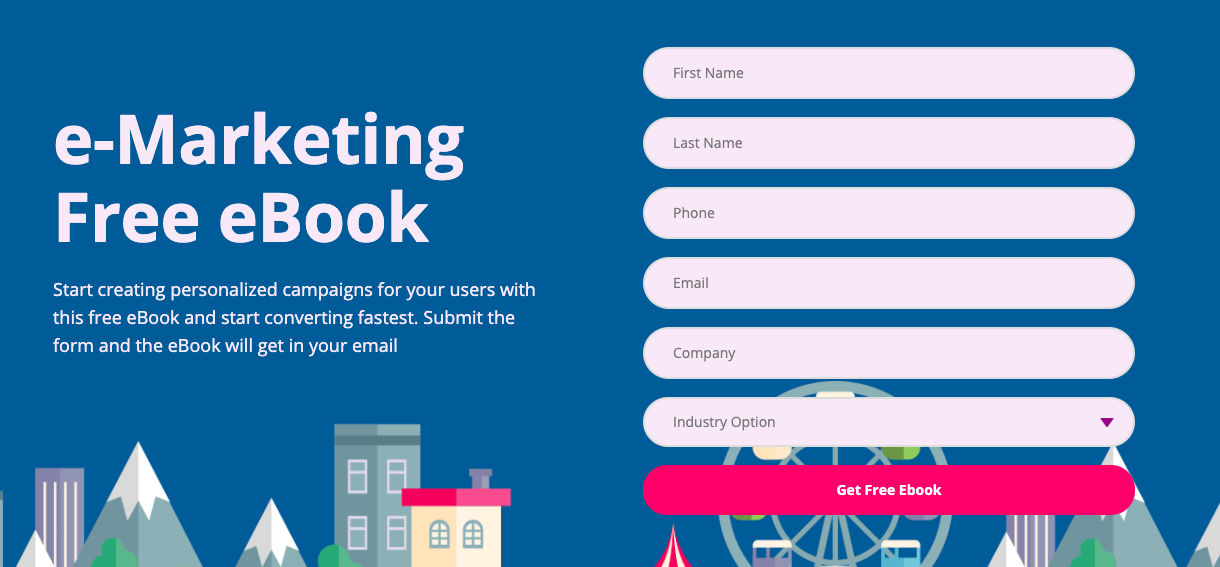 e-Marketing
Free eBook
Start creating personalized campaigns for your users with
this free eBook and start converting fastest. Submit the
form and the eBook will get in your email
First Name
Last Name
Phone
Email
Company
Industry Option
Get Free Ebook